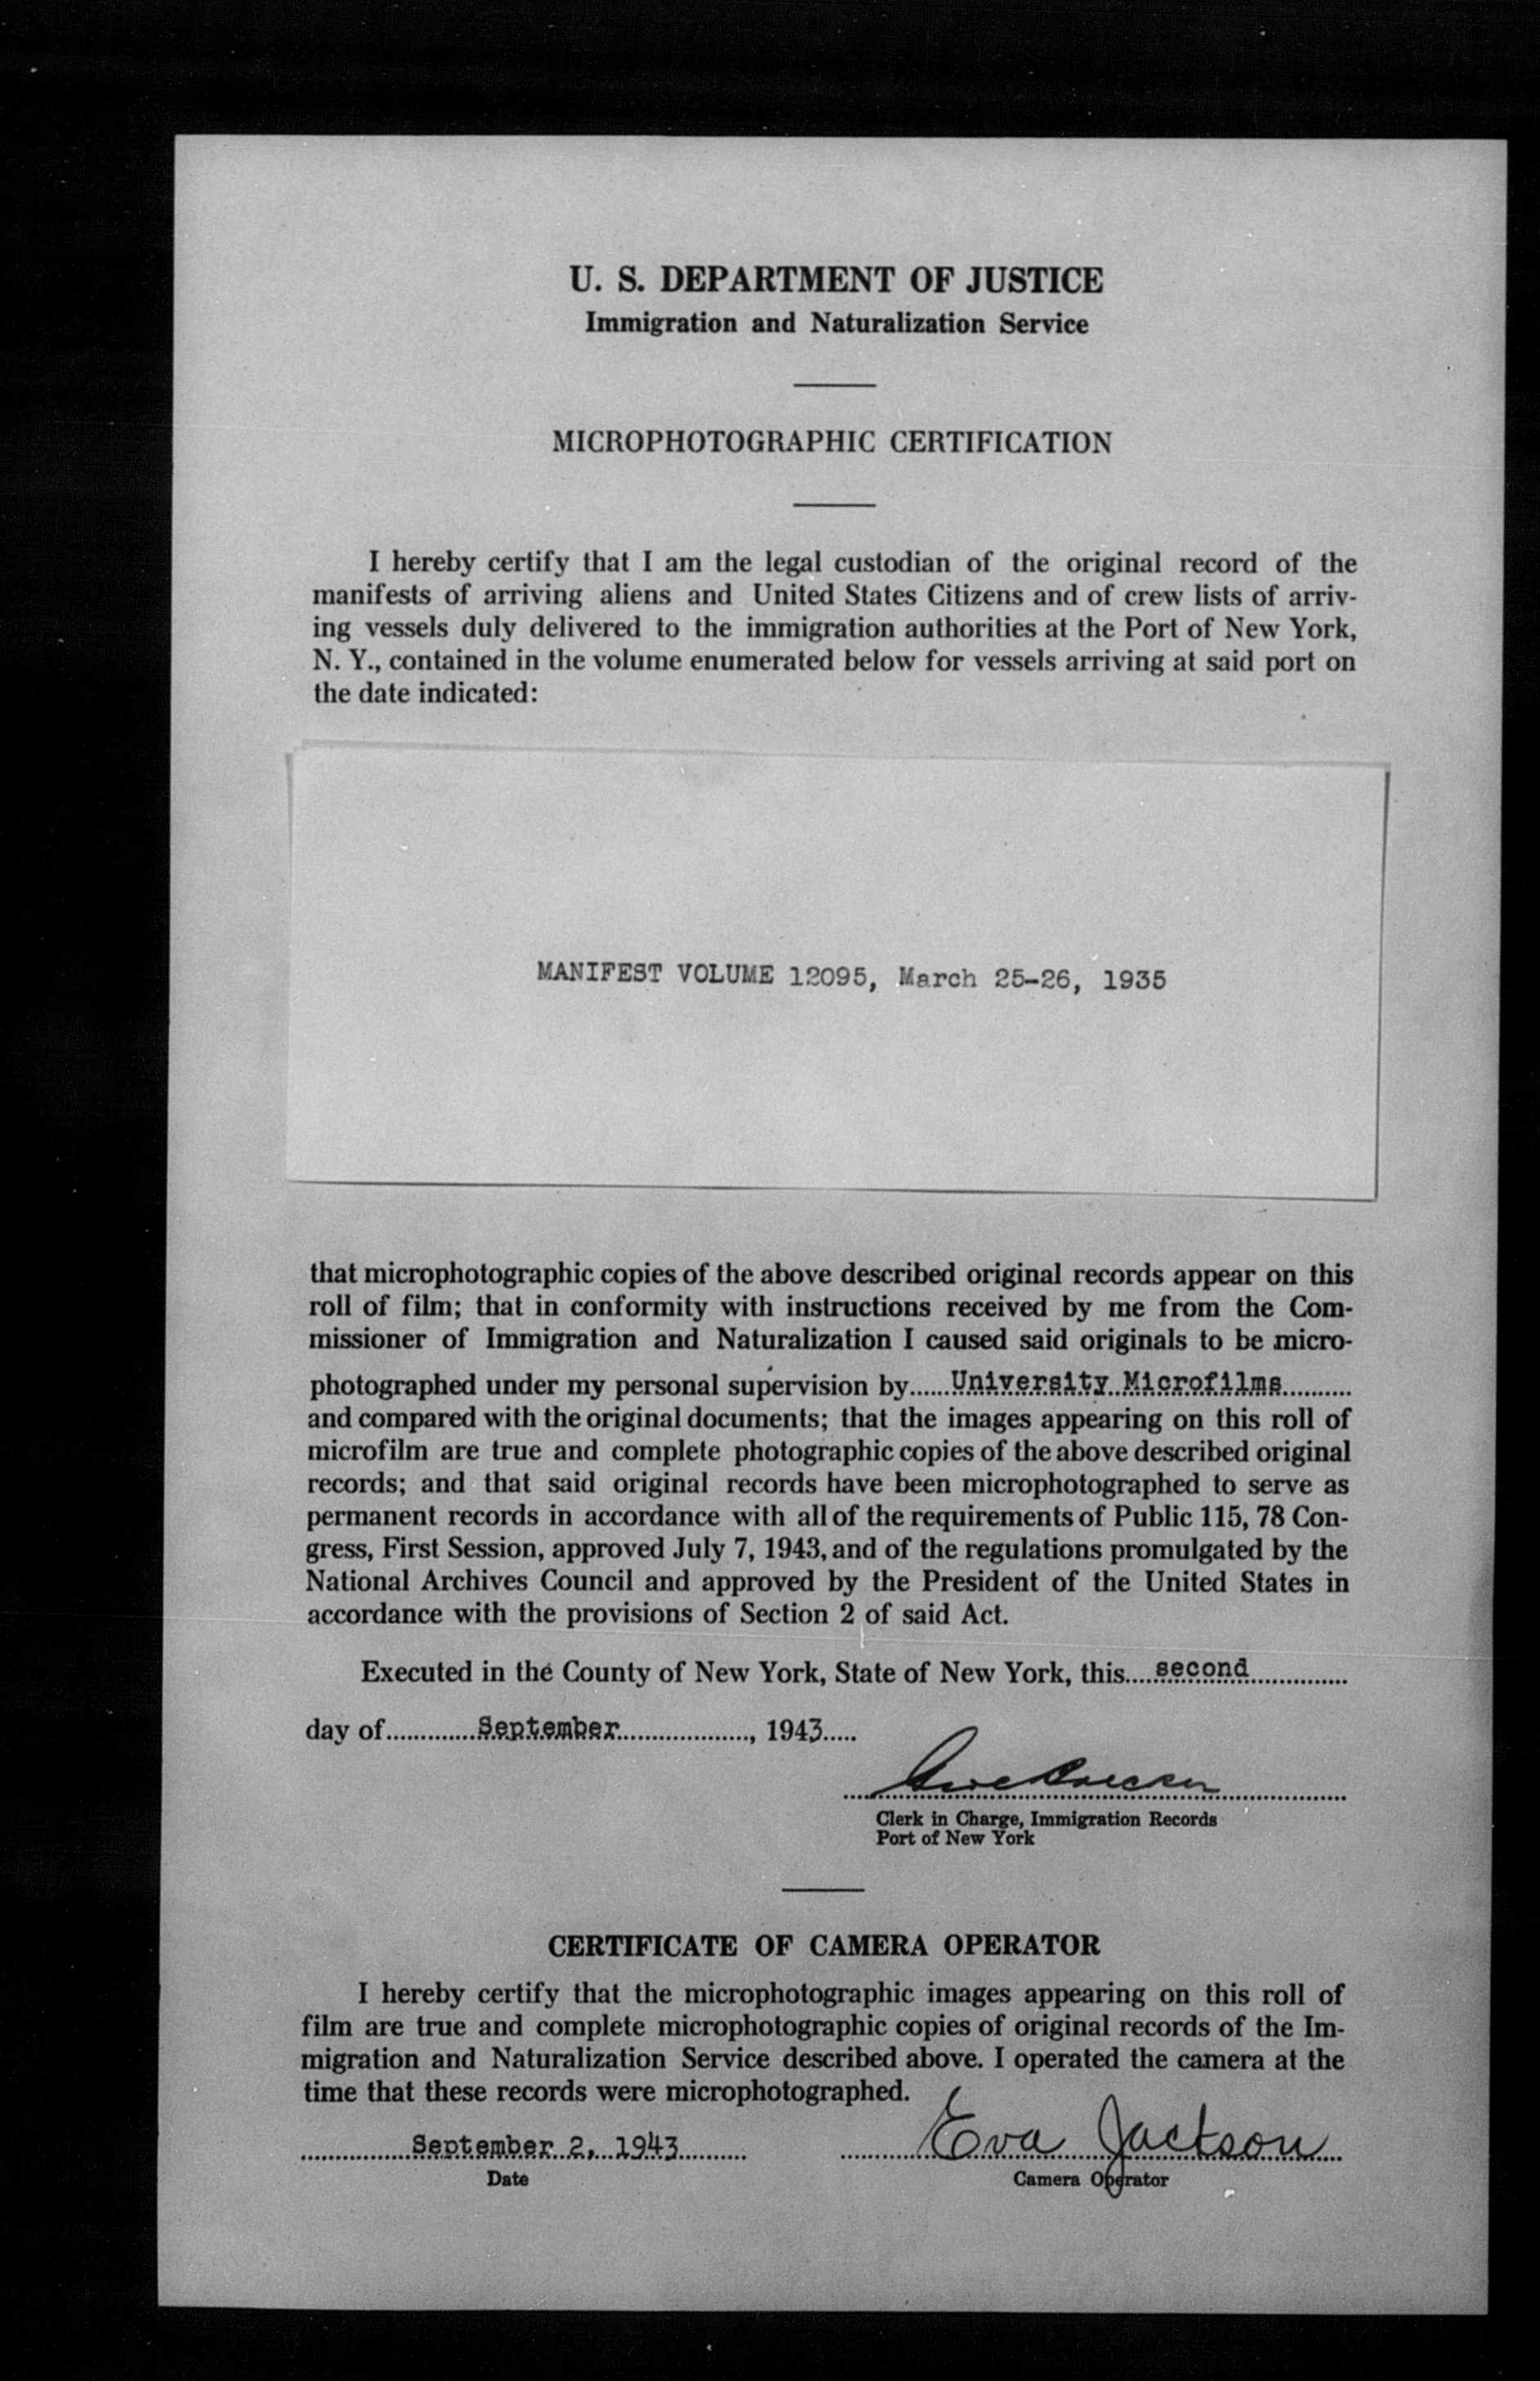 U. S. DEPARTMENT OF JUSTICE
Immigration and Naturalization Service
MICROPHOTOGRAPHIC CERTIFICATION
I hereby certify that I am the legal custodian of the original record of the
manifests of arriving aliens and United States Citizens and of crew lists of arriv-
ing vessels duly delivered to the immigration authorities at the Port of New York,
N. Y., contained in the volume enumerated below for vessels arriving at said port on
the date indicated:
MANIFEST VOLUME 12095, March 25-26, 1935
that microphotographic copies of the above described original records appear on this
roll of film; that in conformity with instructions received by me from the Com-
missioner of Immigration and Naturalization I caused said originals to be micro-
photographed under my personal supervision by......University Microfilms..........
and compared with the original documents; that the images appearing on this roll of
microfilm are true and complete photographic copies of the above described original
records; and that said original records have been microphotographed to serve as
permanent records in accordance with all of the requirements of Public 115, 78 Con-
gress, First Session, approved July 7, 1943, and of the regulations promulgated by the
National Archives Council and approved by the President of the United States in
accordance with the provisions of Section 2 of said Act.
Executed in the County of New York, State of New York, this....second..............
day of.............September..................., 1943.....
Clerk in Charge, Immigration Records
Port of New York
CERTIFICATE OF CAMERA OPERATOR
I hereby certify that the microphotographic images appearing on this roll of
film are true and complete microphotographic copies of original records of the Im-
migration and Naturalization Service described above. I operated the camera at the
time that these records were microphotographed.
September 2, 1943 Eva Jackson
Date Camera Operator